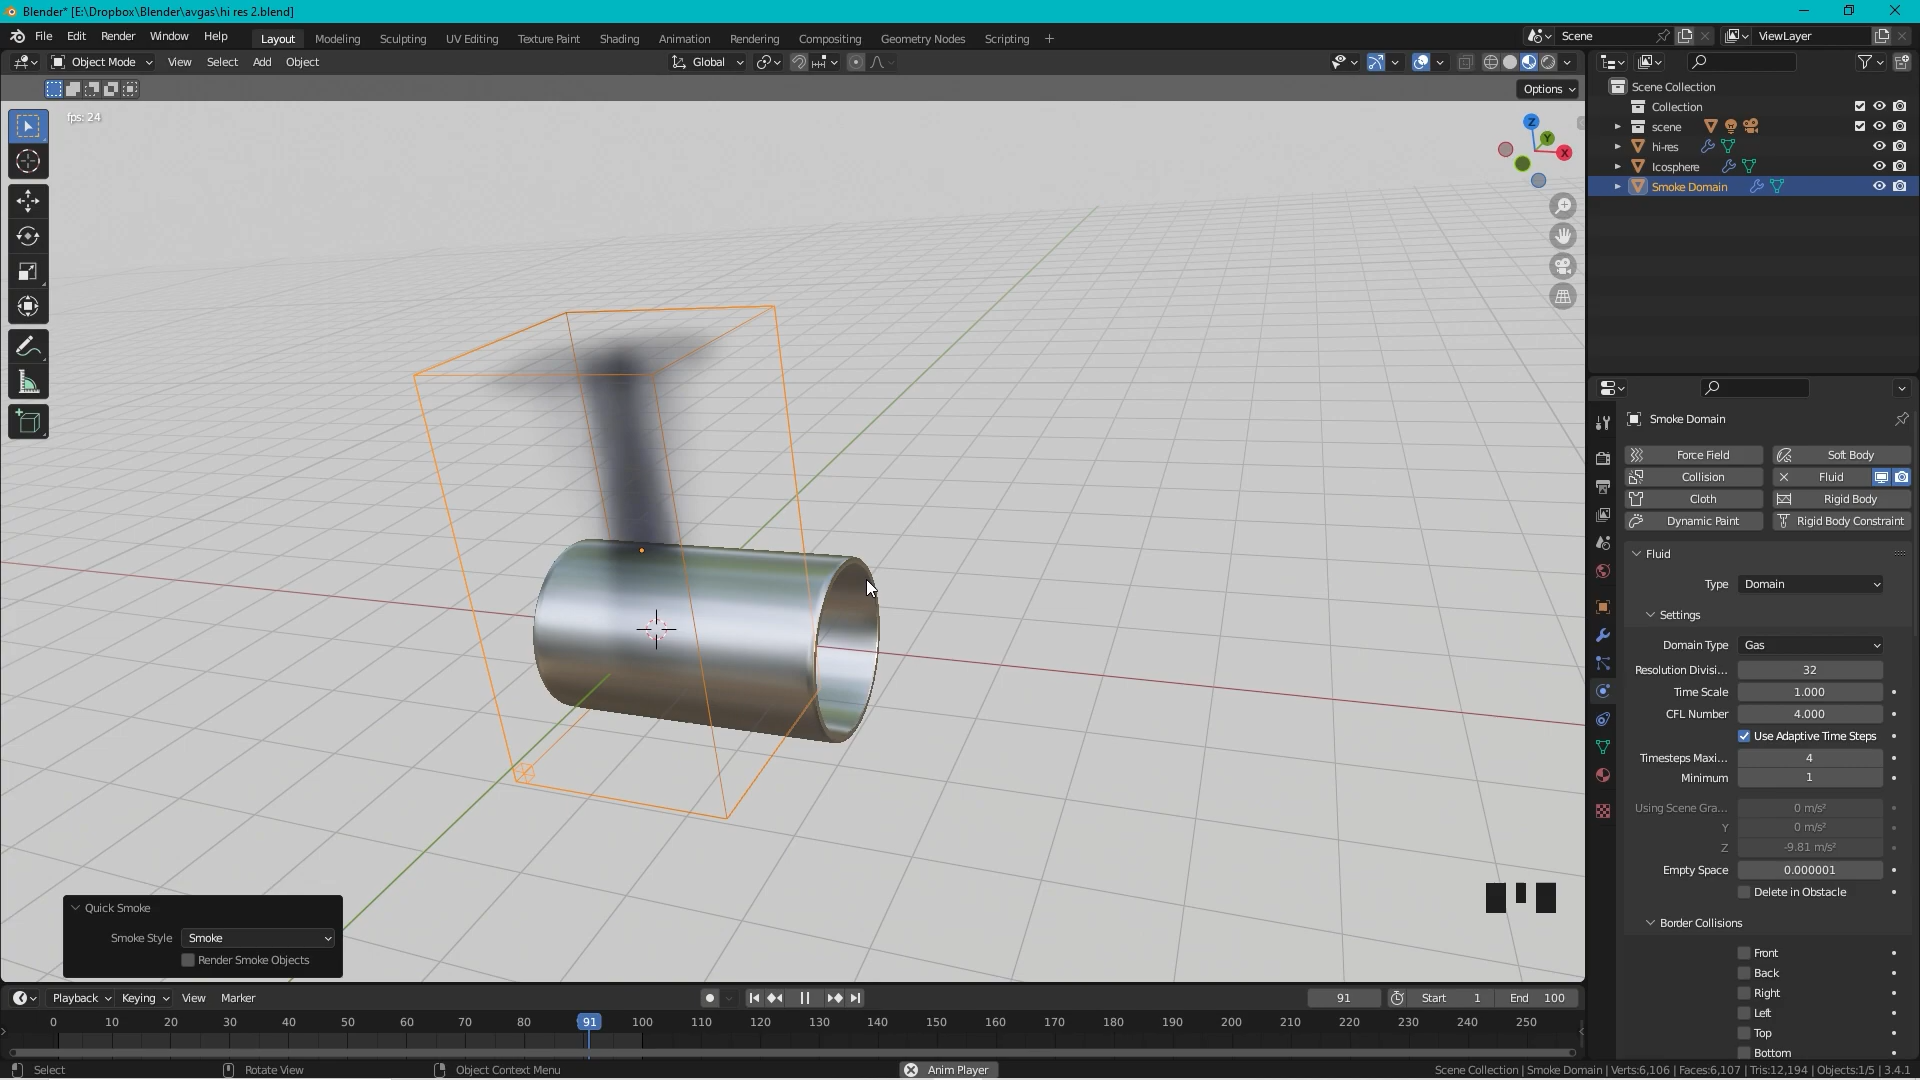 Blender* [E:\Dropbox\Blender\avgas\hi res 2.blend]
File Edit Render Window Help Layout Modeling Sculpting UV Editing Texture Paint Shading Animation Rendering Compositing Geometry Nodes Scripting + Scene ViewLayer
Object Mode View Select Add Object Global
Options
fps: 24
Z
Y
X
Scene Collection
Collection
scene
hi-res
Icosphere
Smoke Domain
Smoke Domain
Force Field Soft Body
Collision Fluid
Cloth Rigid Body
Dynamic Paint Rigid Body Constraint
Fluid
Type Domain
Settings
Domain Type Gas
Resolution Divisi... 32
Time Scale 1.000
CFL Number 4.000
Use Adaptive Time Steps
Timesteps Maxi... 4
Minimum 1
Using Scene Gra... 0 m/s²
Y 0 m/s²
Z -9.81 m/s²
Empty Space 0.000001
Delete in Obstacle
Border Collisions
Front
Back
Right
Left
Top
Bottom
Quick Smoke
Smoke Style Smoke
Render Smoke Objects
Playback Keying View Marker 91 Start 1 End 100
0 10 20 30 40 50 60 70 80 91 100 110 120 130 140 150 160 170 180 190 200 210 220 230 240 250
Select Rotate View Object Context Menu Anim Player Scene Collection | Smoke Domain | Verts:6,106 | Faces:6,107 | Tris:12,194 | Objects:1/5 | 3.4.1